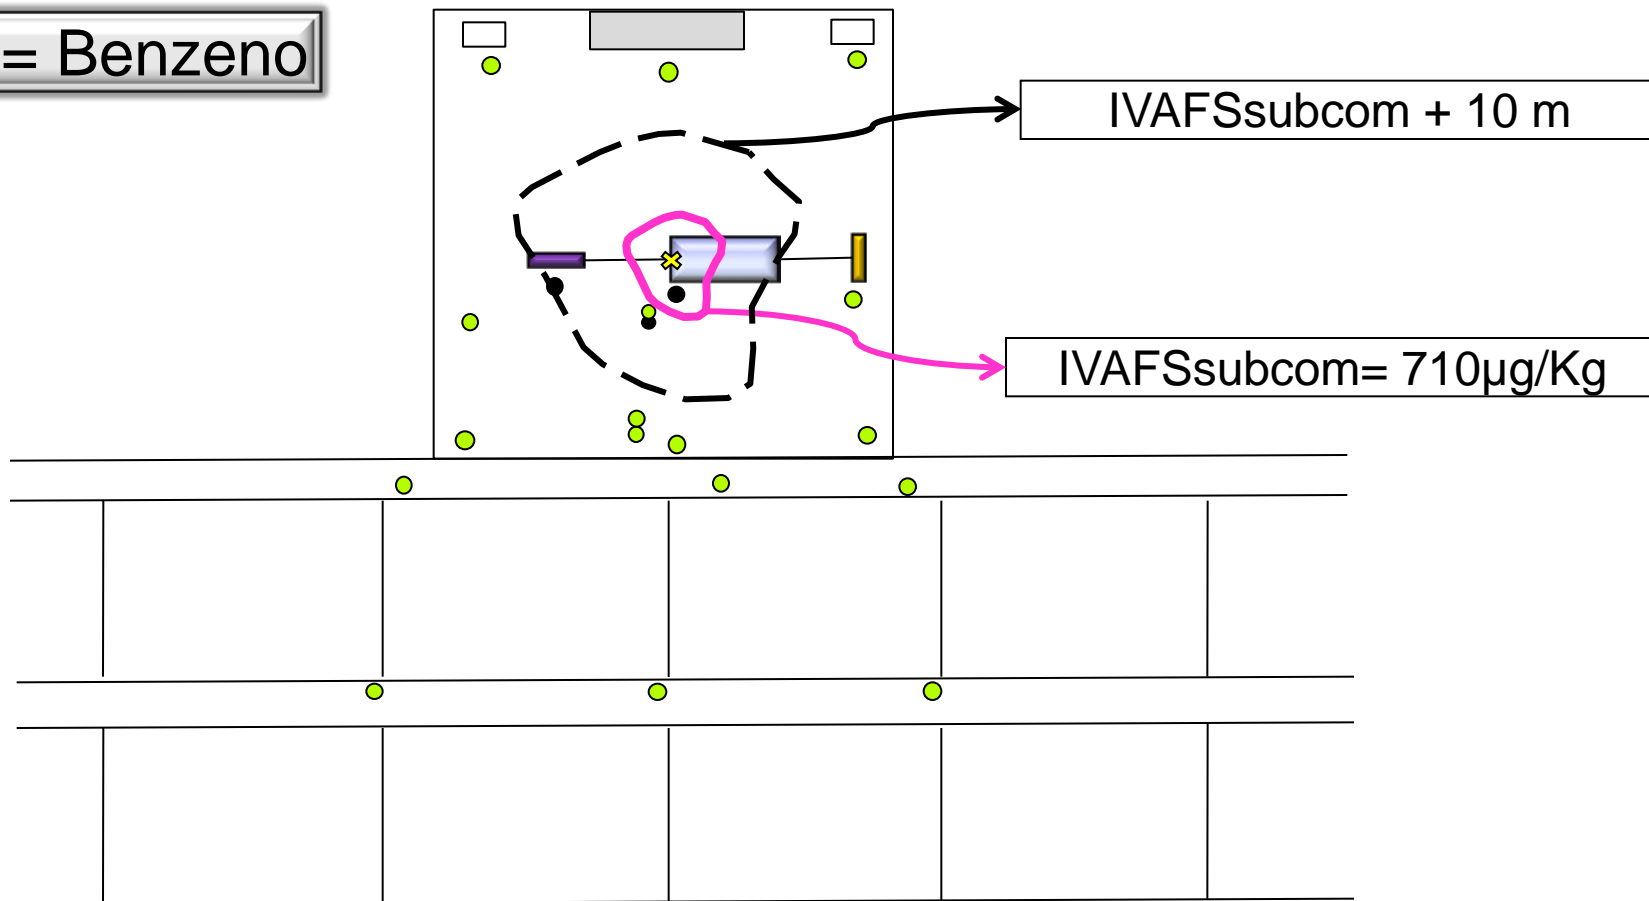 = Benzeno
IVAFSsubcom + 10 m
IVAFSsubcom= 710µg/Kg